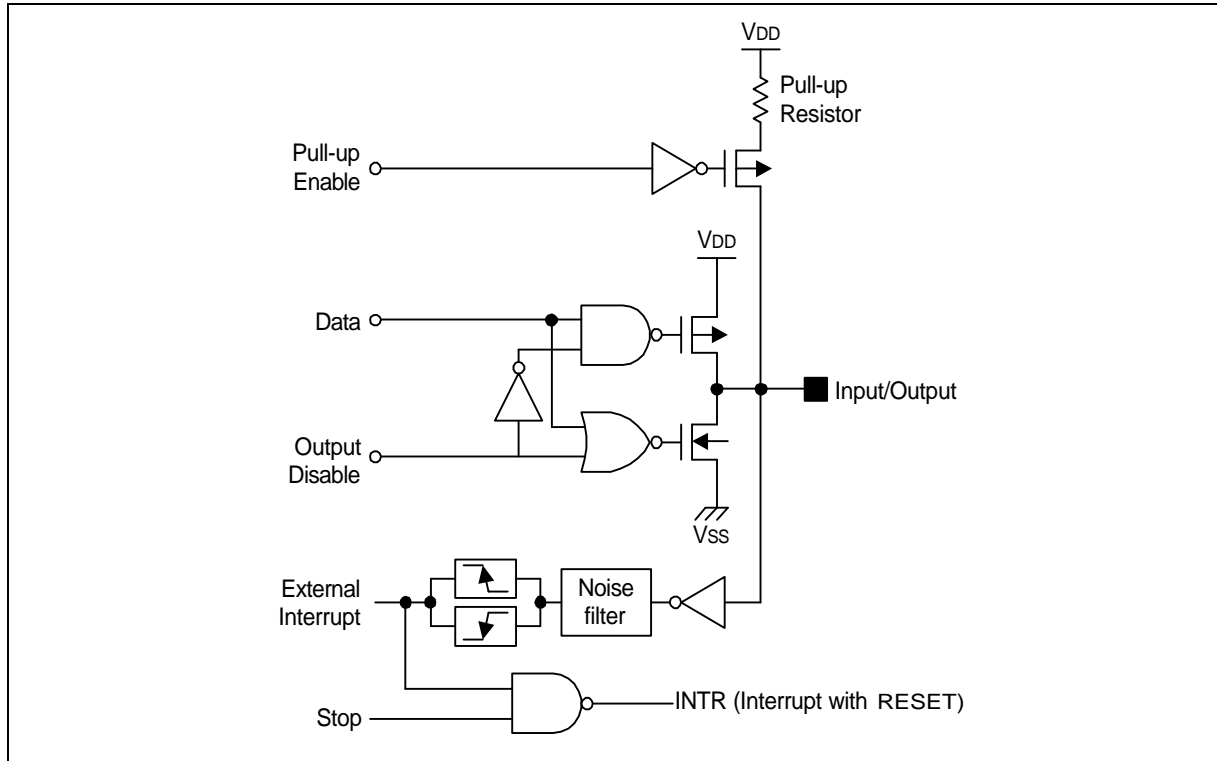 VDD
Pull-up
Resistor
Pull-up
Enable
VDD
Data
Input/Output
Output
Disable
VSS
External
Interrupt
Noise
filter
INTR (Interrupt with RESET)
Stop